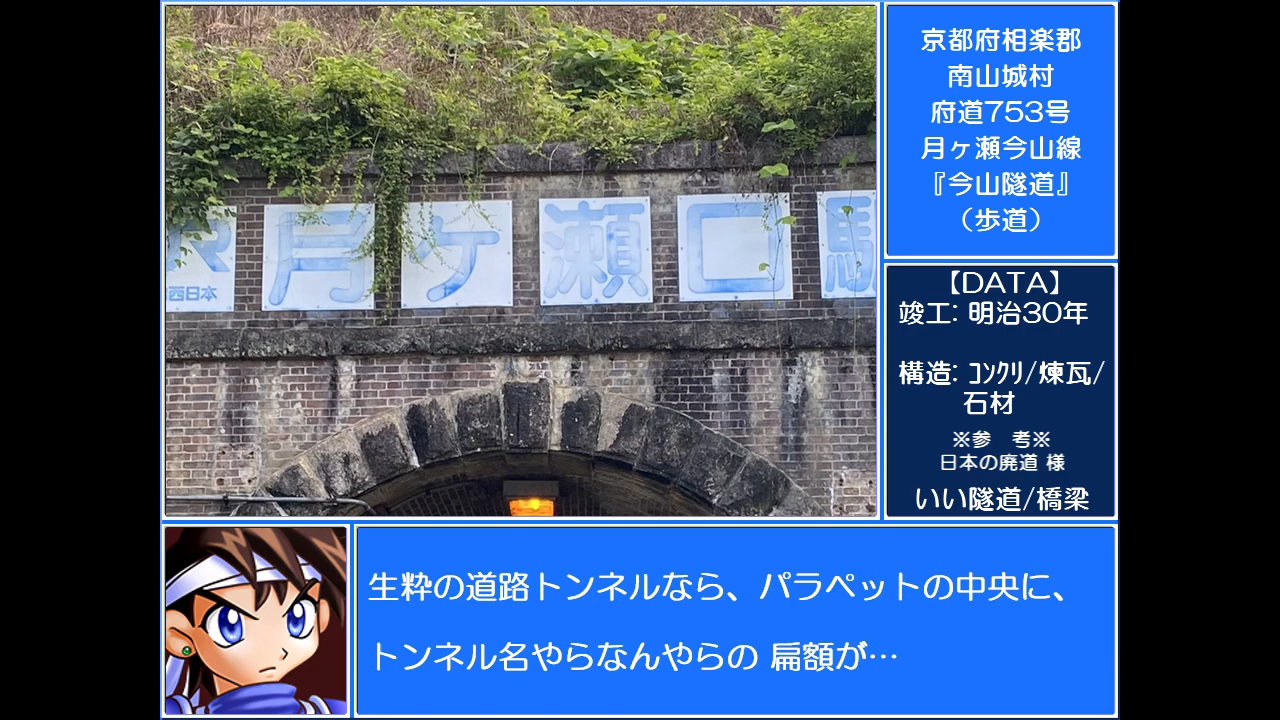 月ヶ瀬口駅
本日西
京都府相楽郡
南山城村
府道753号
月ヶ瀬今山線
『今山隧道』
（歩道）
【DATA】
竣工: 明治30年
構造: ｺﾝｸﾘ/煉瓦/
石材
※参　考※
日本の廃道 様
いい隧道/橋梁
生粋の道路トンネルなら、パラペットの中央に、
トンネル名やらなんやらの 扁額が…